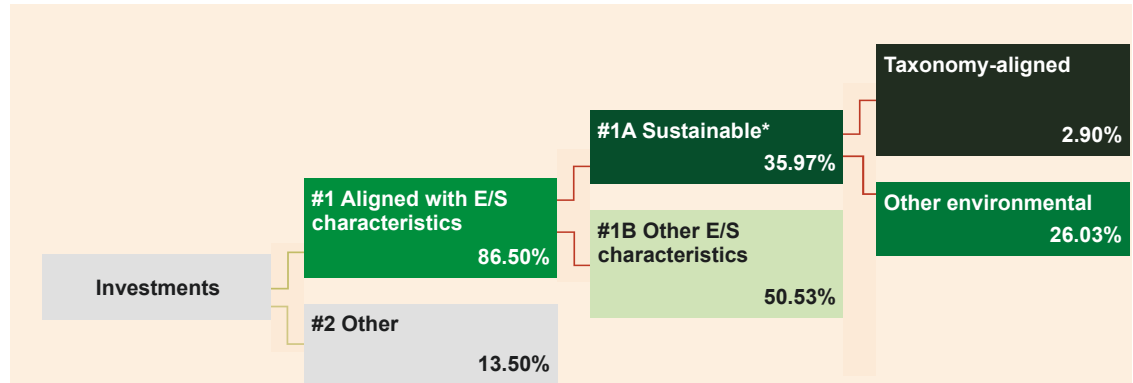 Investments
#1 Aligned with E/S
characteristics
86.50%
#2 Other
13.50%
#1A Sustainable*
35.97%
#1B Other E/S
characteristics
50.53%
Taxonomy-aligned
2.90%
Other environmental
26.03%